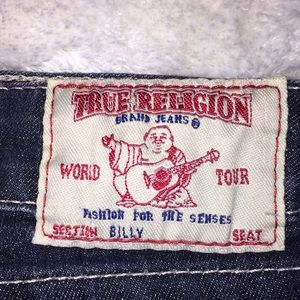 TRUE RELIGION
BRAND JEANS®
WORLD TOUR
FASHION FOR THE SENSES
SECTION BILLY SEAT